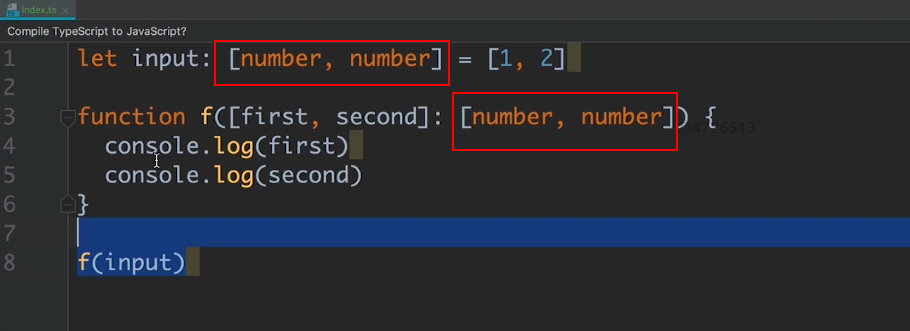 index.ts
Compile TypeScript to JavaScript?
1 let input: [number, number] = [1, 2]
2
3 function f([first, second]: [number, number]) {
4 console.log(first)
5 console.log(second)
6 }
7
8 f(input)